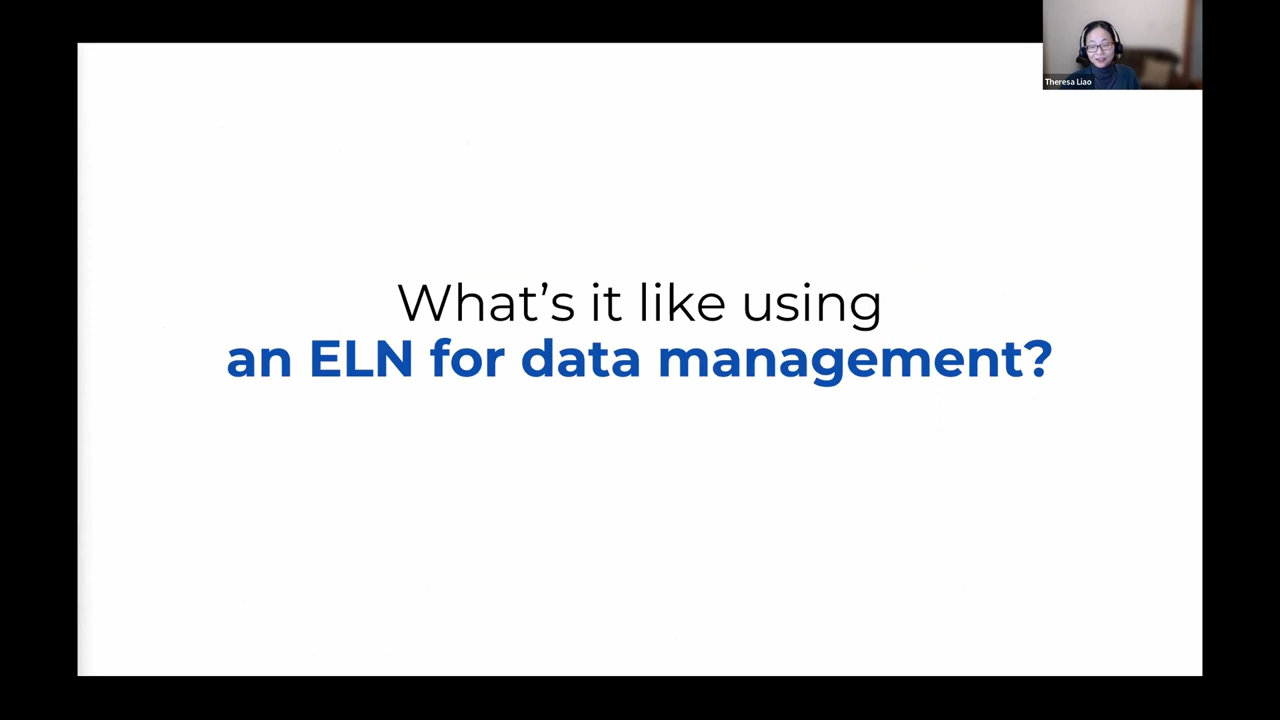 Theresa Liao
What’s it like using
an ELN for data management?